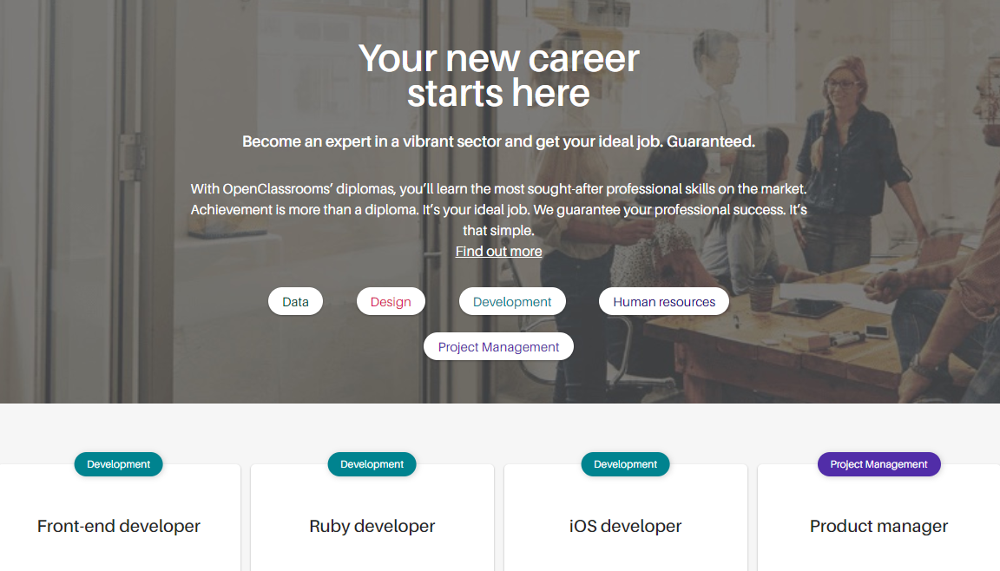 Your new career
starts here
Become an expert in a vibrant sector and get your ideal job. Guaranteed.
With OpenClassrooms’ diplomas, you’ll learn the most sought-after professional skills on the market.
Achievement is more than a diploma. It’s your ideal job. We guarantee your professional success. It’s
that simple.
Find out more
Data
Design
Development
Human resources
Project Management
Development
Development
Development
Project Management
Front-end developer
Ruby developer
iOS developer
Product manager